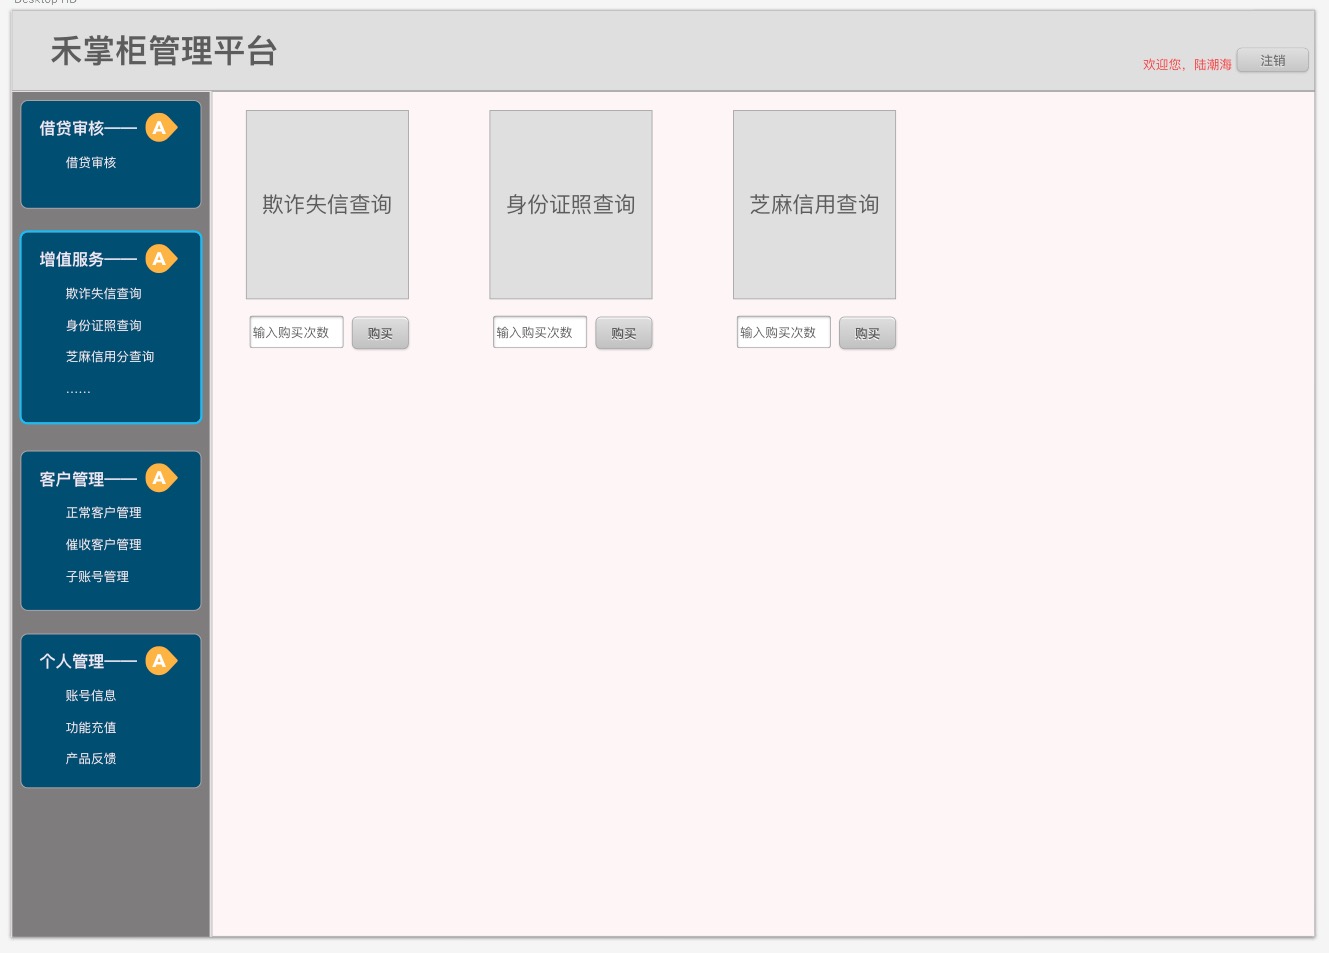 Desktop HD
禾掌柜管理平台
欢迎您，陆潮海
注销
借贷审核——
A
借贷审核
增值服务——
A
欺诈失信查询
身份证照查询
芝麻信用分查询
……
客户管理——
A
正常客户管理
催收客户管理
子账号管理
个人管理——
A
账号信息
功能充值
产品反馈
欺诈失信查询
身份证照查询
芝麻信用查询
输入购买次数
购买
输入购买次数
购买
输入购买次数
购买